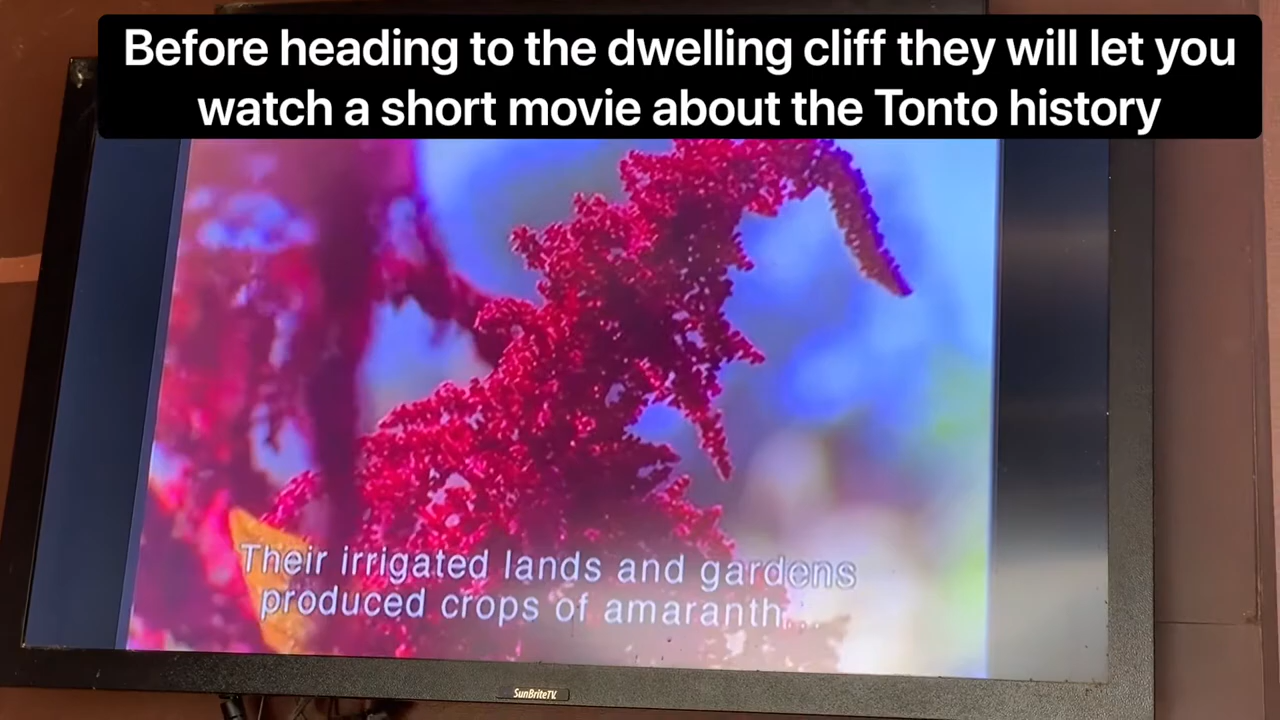 Before heading to the dwelling cliff they will let you
watch a short movie about the Tonto history
Their irrigated lands and gardens
produced crops of amaranth...
SunBriteTV